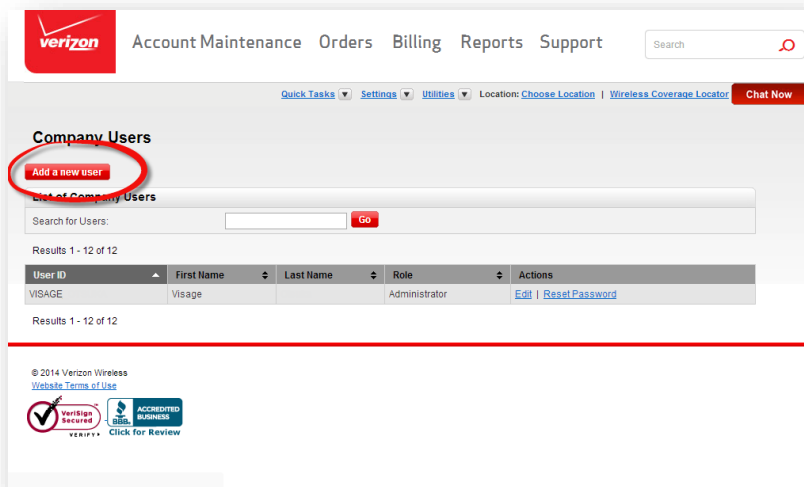 verizon
Account Maintenance Orders Billing Reports Support
Search
Quick Tasks Settings Utilities Location: Choose Location | Wireless Coverage Locator Chat Now
Company Users
Add a new user
List of Company Users
Search for Users: Go
Results 1 - 12 of 12
User ID First Name Last Name Role Actions
VISAGE Visage Administrator Edit | Reset Password
Results 1 - 12 of 12
© 2014 Verizon Wireless
Website Terms of Use
VeriSign Secured
VERIFY
BBB. ACCREDITED BUSINESS
Click for Review